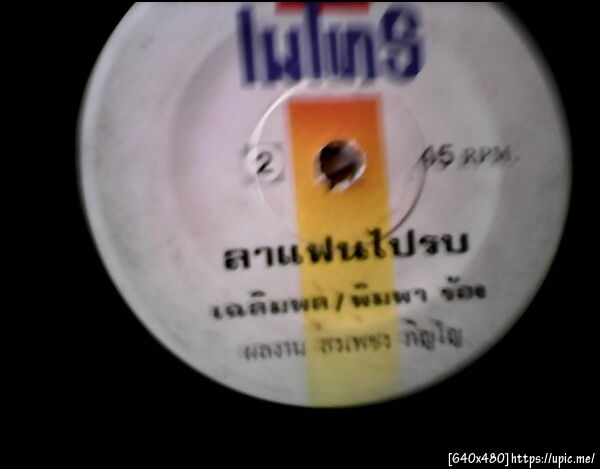 ไมโทร
2
45 RPM.
ลาแฟนไปรบ
เฉลิมพล / พิมพา ร้อง
ผลงาน สรเพชร ภิญโญ
[640x480]https://upic.me/